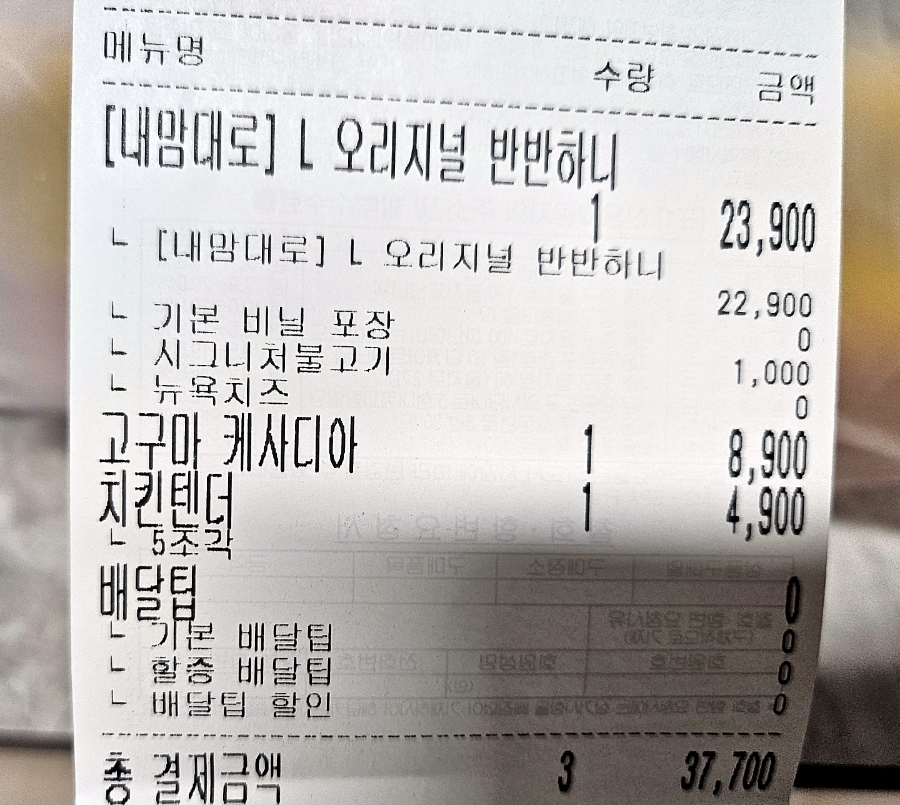 메뉴명 수량 금액
[내맘대로] L 오리지널 반반하니
1 23,900
ㄴ [내맘대로] L 오리지널 반반하니
22,900
ㄴ 기본 비닐 포장 0
ㄴ 시그니처불고기 1,000
ㄴ 뉴욕치즈 0
고구마 케사디아 1 8,900
치킨텐더 1 4,900
ㄴ 5조각
배달팁 0
ㄴ 기본 배달팁 0
ㄴ 할증 배달팁 0
ㄴ 배달팁 할인 0
총 결제금액 3 37,700